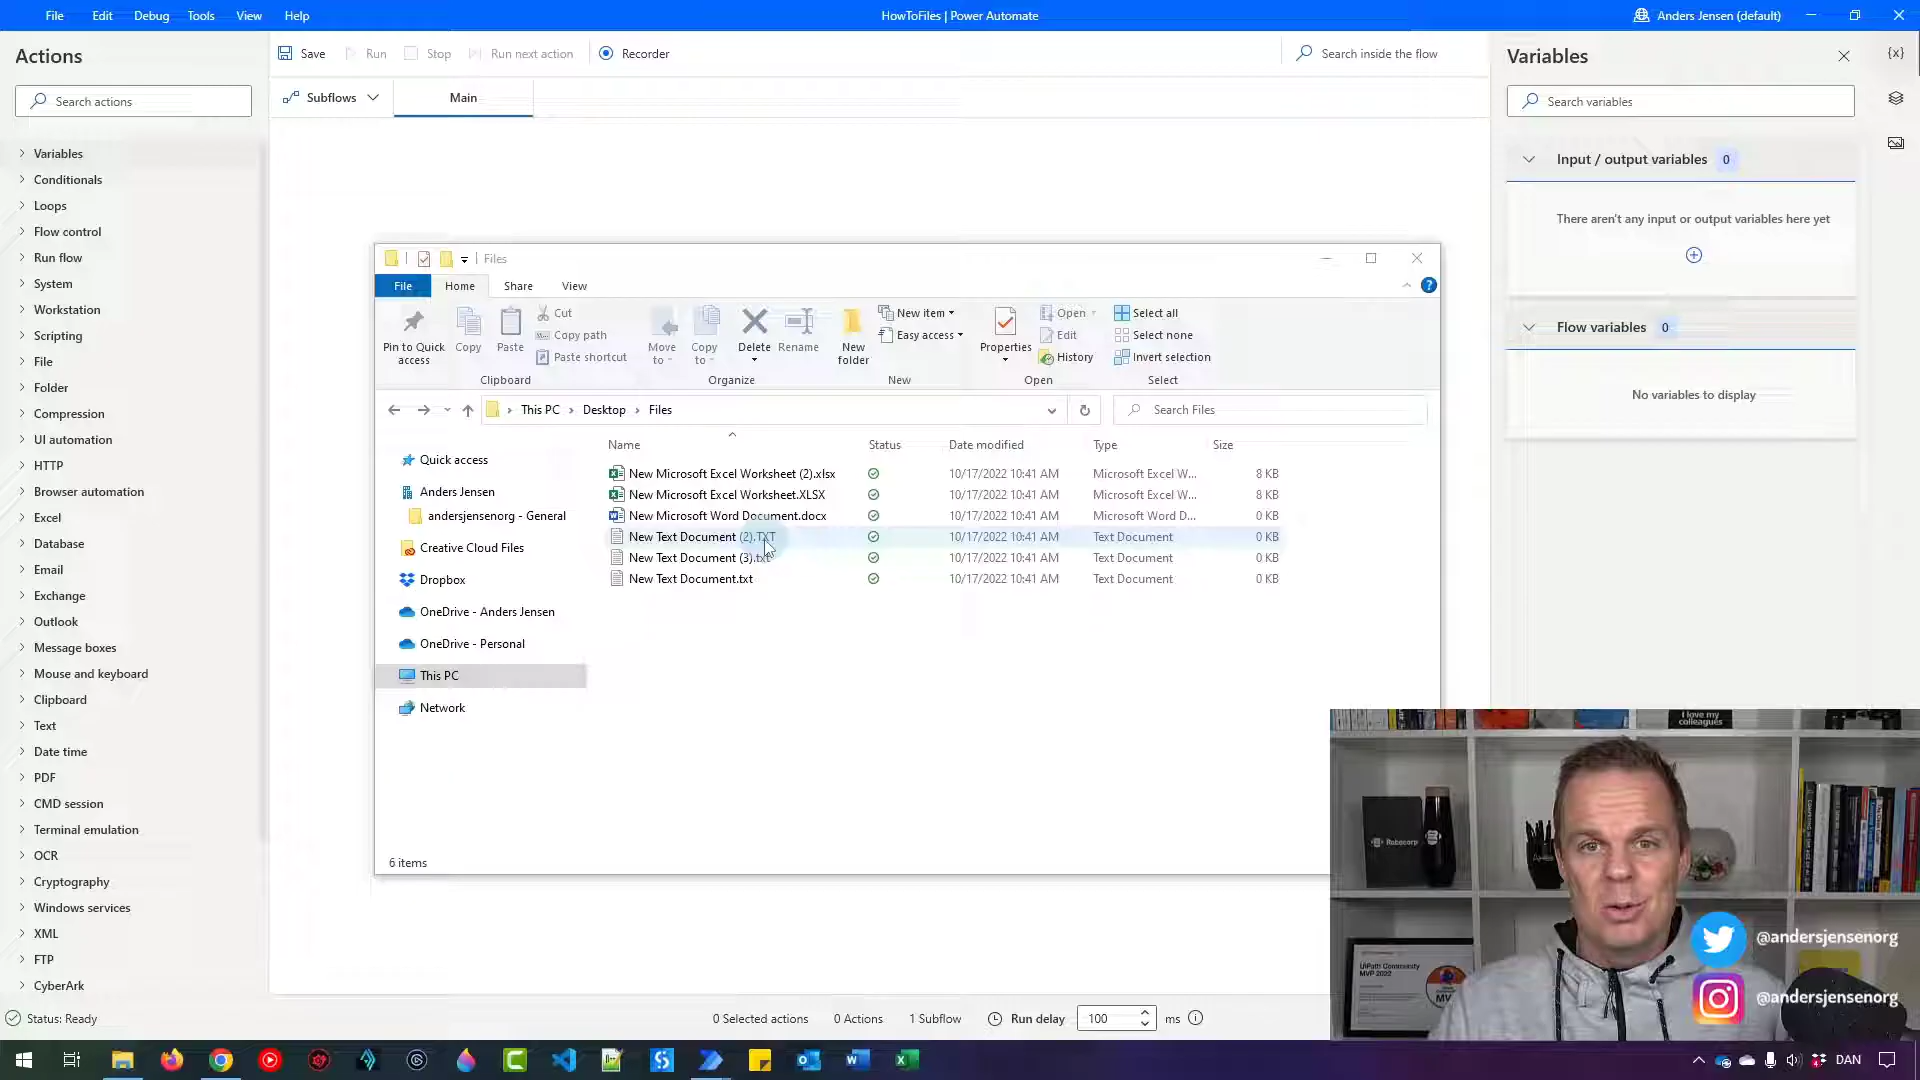 File Edit Debug Tools View Help
HowToFiles | Power Automate
Anders Jensen (default)
Actions
Search actions
Variables
Conditionals
Loops
Flow control
Run flow
System
Workstation
Scripting
File
Folder
Compression
UI automation
HTTP
Browser automation
Excel
Database
Email
Exchange
Outlook
Message boxes
Mouse and keyboard
Clipboard
Text
Date time
PDF
CMD session
Terminal emulation
OCR
Cryptography
Windows services
XML
FTP
CyberArk
Save Run Stop Run next action Recorder
Search inside the flow
Subflows Main
Files
File Home Share View
Pin to Quick access
Copy
Paste
Cut
Copy path
Paste shortcut
Clipboard
Move to
Copy to
Delete
Rename
Organize
New folder
New item
Easy access
New
Properties
Open
Edit
History
Open
Select all
Select none
Invert selection
Select
This PC > Desktop > Files
Search Files
Quick access
Anders Jensen
andersjensenorg - General
Creative Cloud Files
Dropbox
OneDrive - Anders Jensen
OneDrive - Personal
This PC
Network
Name Status Date modified Type Size
New Microsoft Excel Worksheet (2).xlsx 10/17/2022 10:41 AM Microsoft Excel W... 8 KB
New Microsoft Excel Worksheet.XLSX 10/17/2022 10:41 AM Microsoft Excel W... 8 KB
New Microsoft Word Document.docx 10/17/2022 10:41 AM Microsoft Word D... 0 KB
New Text Document (2).TXT 10/17/2022 10:41 AM Text Document 0 KB
New Text Document (3).txt 10/17/2022 10:41 AM Text Document 0 KB
New Text Document.txt 10/17/2022 10:41 AM Text Document 0 KB
6 items
Variables
{x}
Search variables
Input / output variables 0
There aren't any input or output variables here yet
Flow variables 0
No variables to display
I love my
colleagues
Robocorp
UiPath Community
MVP 2022
@andersjensenorg
@andersjensenorg
Status: Ready
0 Selected actions 0 Actions 1 Subflow Run delay 100 ms
DAN